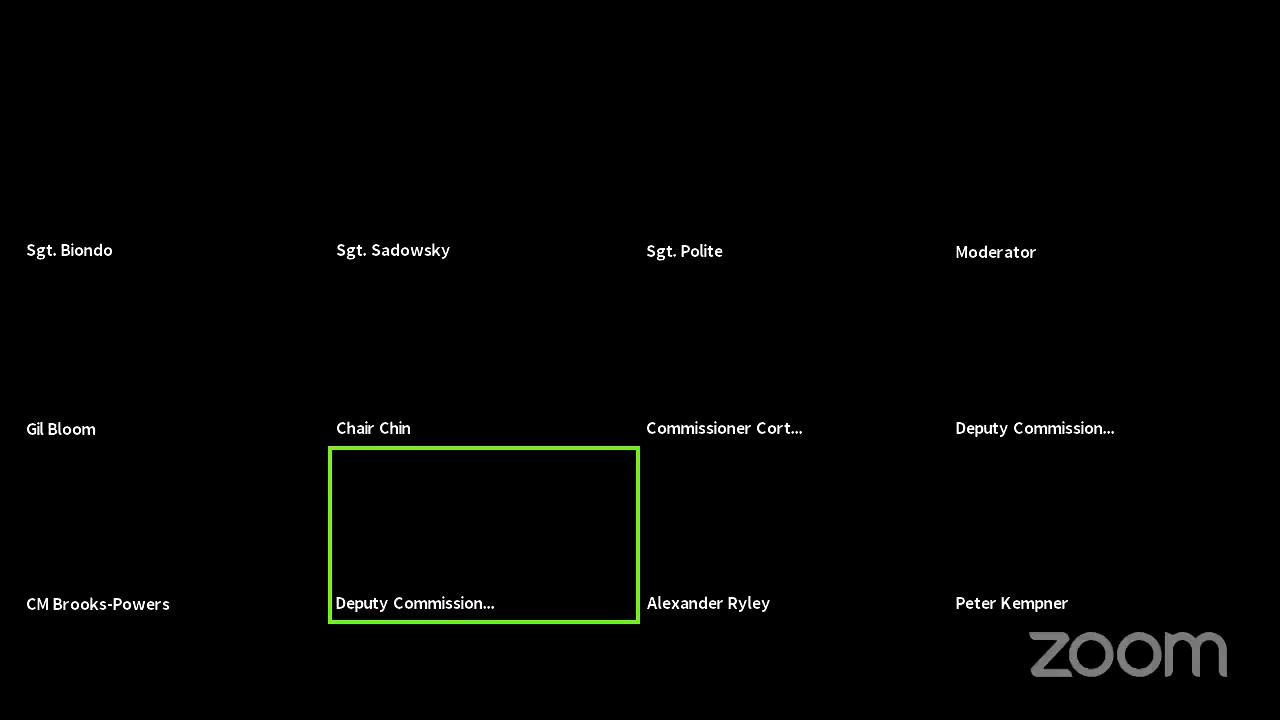 Sgt. Biondo
Sgt. Sadowsky
Sgt. Polite
Moderator
Gil Bloom
Chair Chin
Commissioner Cort...
Deputy Commission...
CM Brooks-Powers
Deputy Commission...
Alexander Ryley
Peter Kempner
zoom